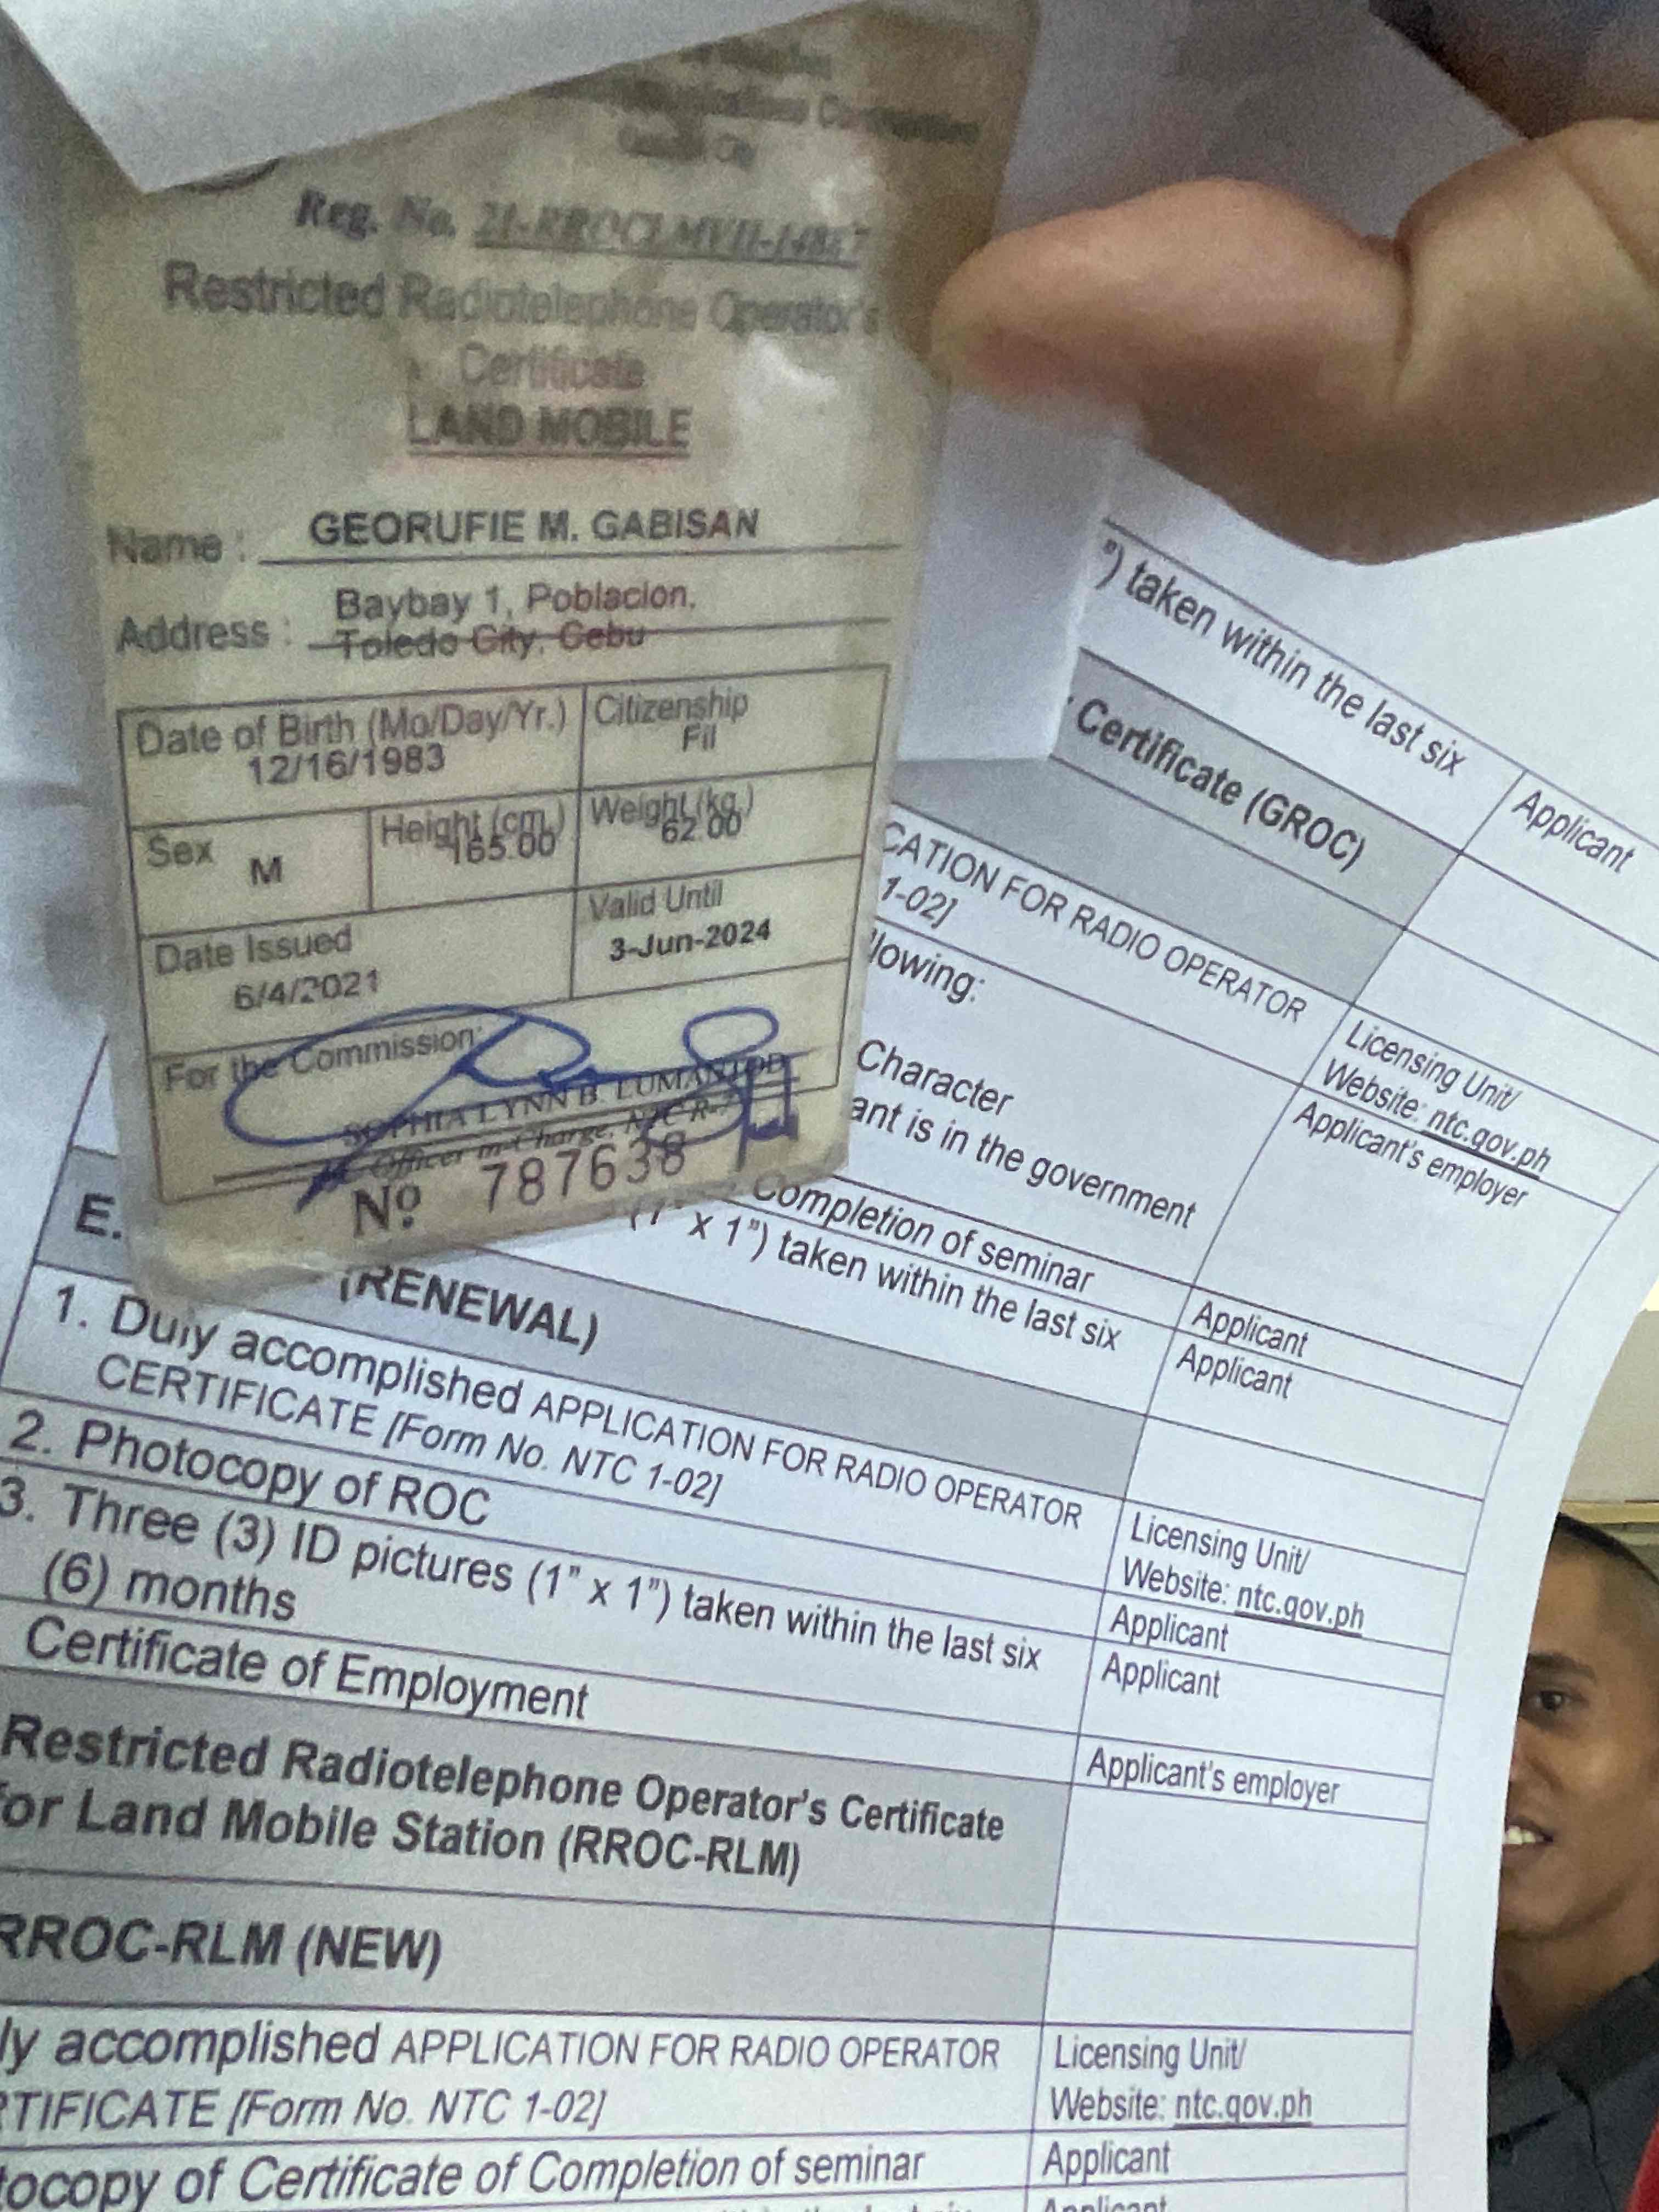 Reg. No. 21-RROCLMVII-14867
Restricted Radiotelephone Operator's
Certificate
LAND MOBILE
Name : GEORUFIE M. GABISAN
Address : Baybay 1, Poblacion,
Toledo City, Cebu
Date of Birth (Mo/Day/Yr.)
12/16/1983
Citizenship
Fil
Sex
M
Height (cm.)
165.00
Weight (kg.)
62.00
Date Issued
6/4/2021
Valid Until
3-Jun-2024
For the Commission:
SOPHIA LYNN B. LUMANTOD
Officer in-Charge, NTC R-7
Nº 787638
") taken within the last six
Applicant
Certificate (GROC)
CATION FOR RADIO OPERATOR
1-02]
Licensing Unit/
Website: ntc.gov.ph
lowing:
Applicant's employer
Character
ant is in the government
Completion of seminar
Applicant
(1" x 1") taken within the last six
Applicant
E.
(RENEWAL)
1. Duly accomplished APPLICATION FOR RADIO OPERATOR
CERTIFICATE [Form No. NTC 1-02]
Licensing Unit/
Website: ntc.gov.ph
2. Photocopy of ROC
Applicant
3. Three (3) ID pictures (1" x 1") taken within the last six
(6) months
Applicant
Certificate of Employment
Applicant's employer
Restricted Radiotelephone Operator's Certificate
for Land Mobile Station (RROC-RLM)
RROC-RLM (NEW)
ly accomplished APPLICATION FOR RADIO OPERATOR
RTIFICATE [Form No. NTC 1-02]
Licensing Unit/
Website: ntc.gov.ph
tocopy of Certificate of Completion of seminar
Applicant
Applicant